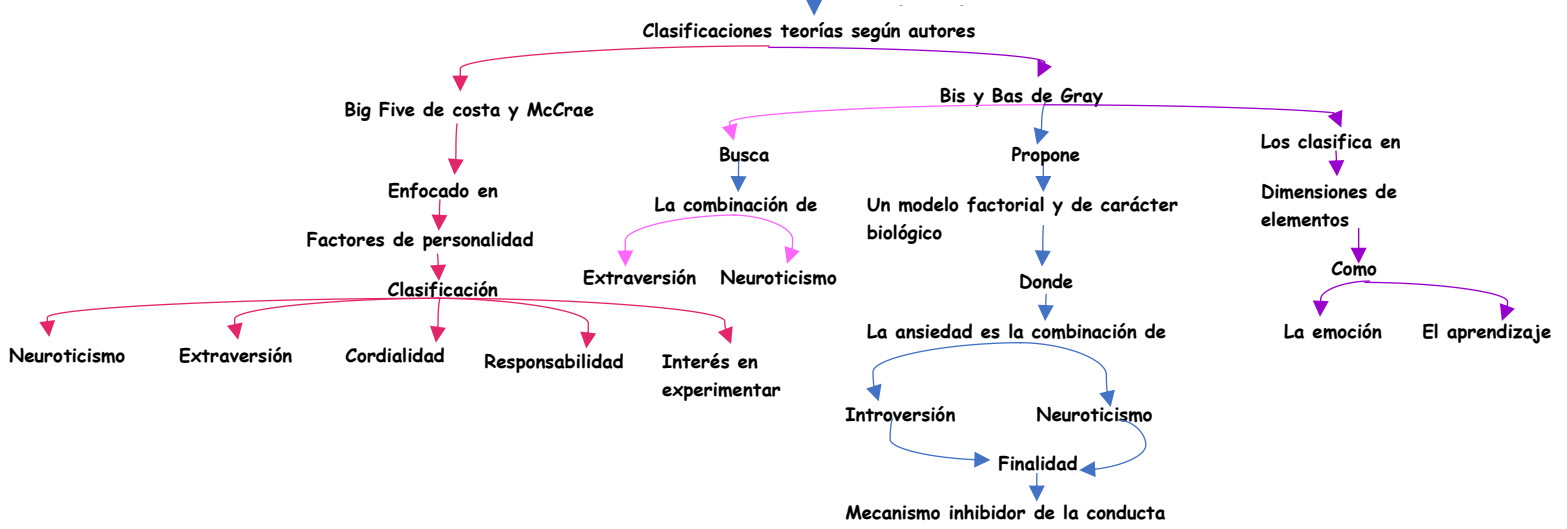 Clasificaciones teorías según autores
Big Five de costa y McCrae
Bis y Bas de Gray
Enfocado en
Factores de personalidad
Clasificación
Neuroticismo
Extraversión
Cordialidad
Responsabilidad
Interés en
experimentar
Busca
La combinación de
Extraversión
Neuroticismo
Propone
Un modelo factorial y de carácter
biológico
Donde
La ansiedad es la combinación de
Introversión
Neuroticismo
Finalidad
Mecanismo inhibidor de la conducta
Los clasifica en
Dimensiones de
elementos
Como
La emoción
El aprendizaje